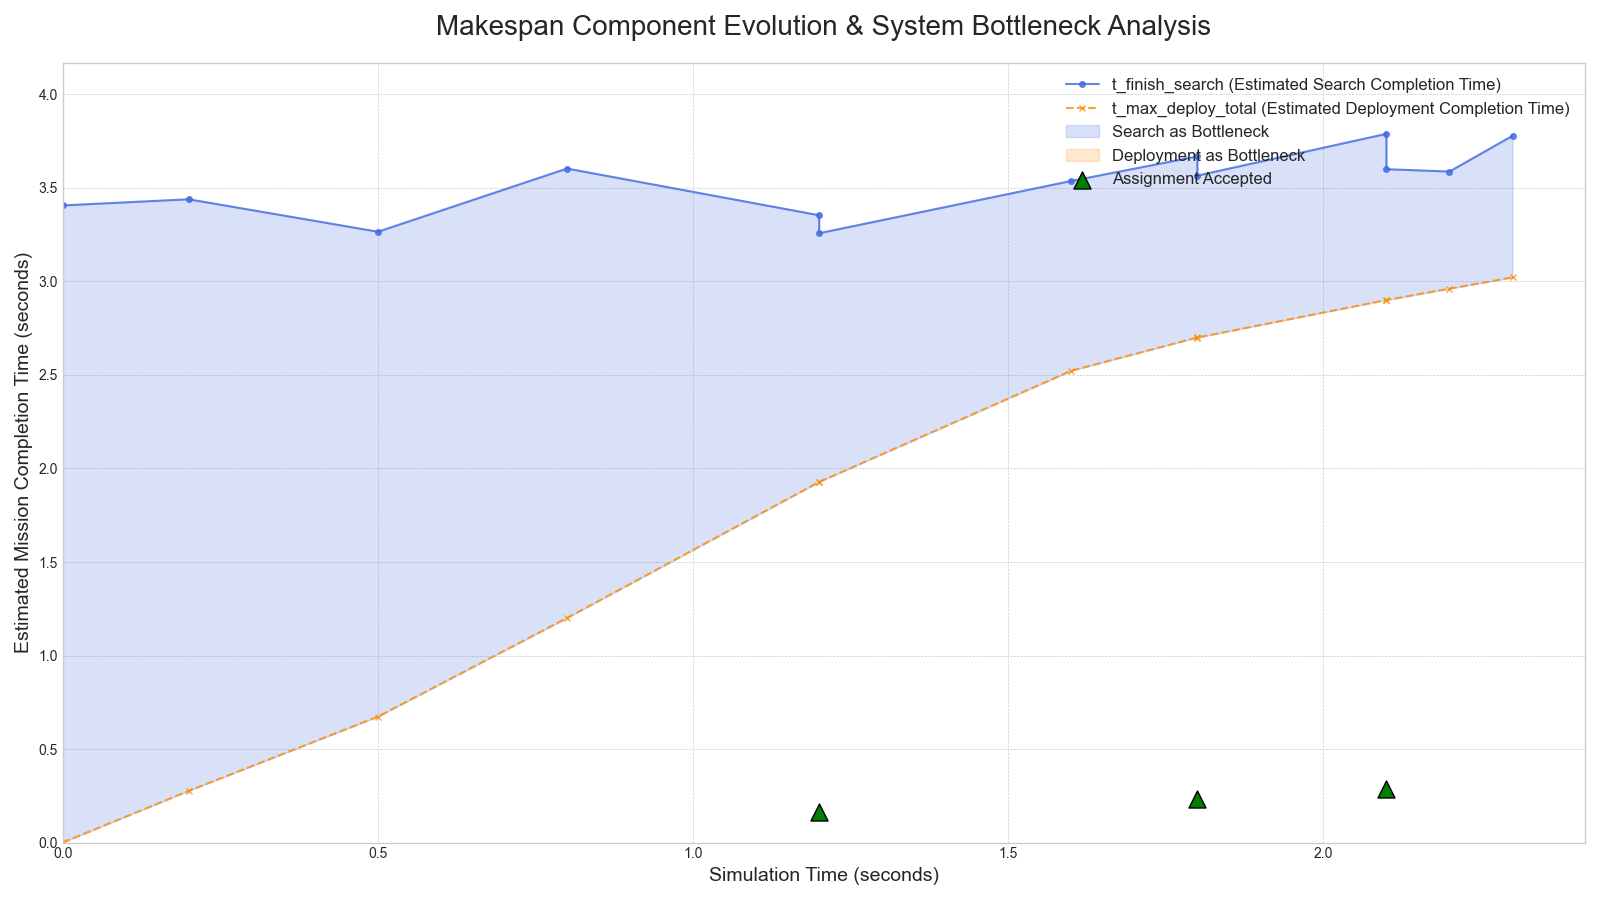 Makespan Component Evolution & System Bottleneck Analysis
t_finish_search (Estimated Search Completion Time)
t_max_deploy_total (Estimated Deployment Completion Time)
Search as Bottleneck
Deployment as Bottleneck
Assignment Accepted
Estimated Mission Completion Time (seconds)
4.0
3.5
3.0
2.5
2.0
1.5
1.0
0.5
0.0
0.0 0.5 1.0 1.5 2.0
Simulation Time (seconds)